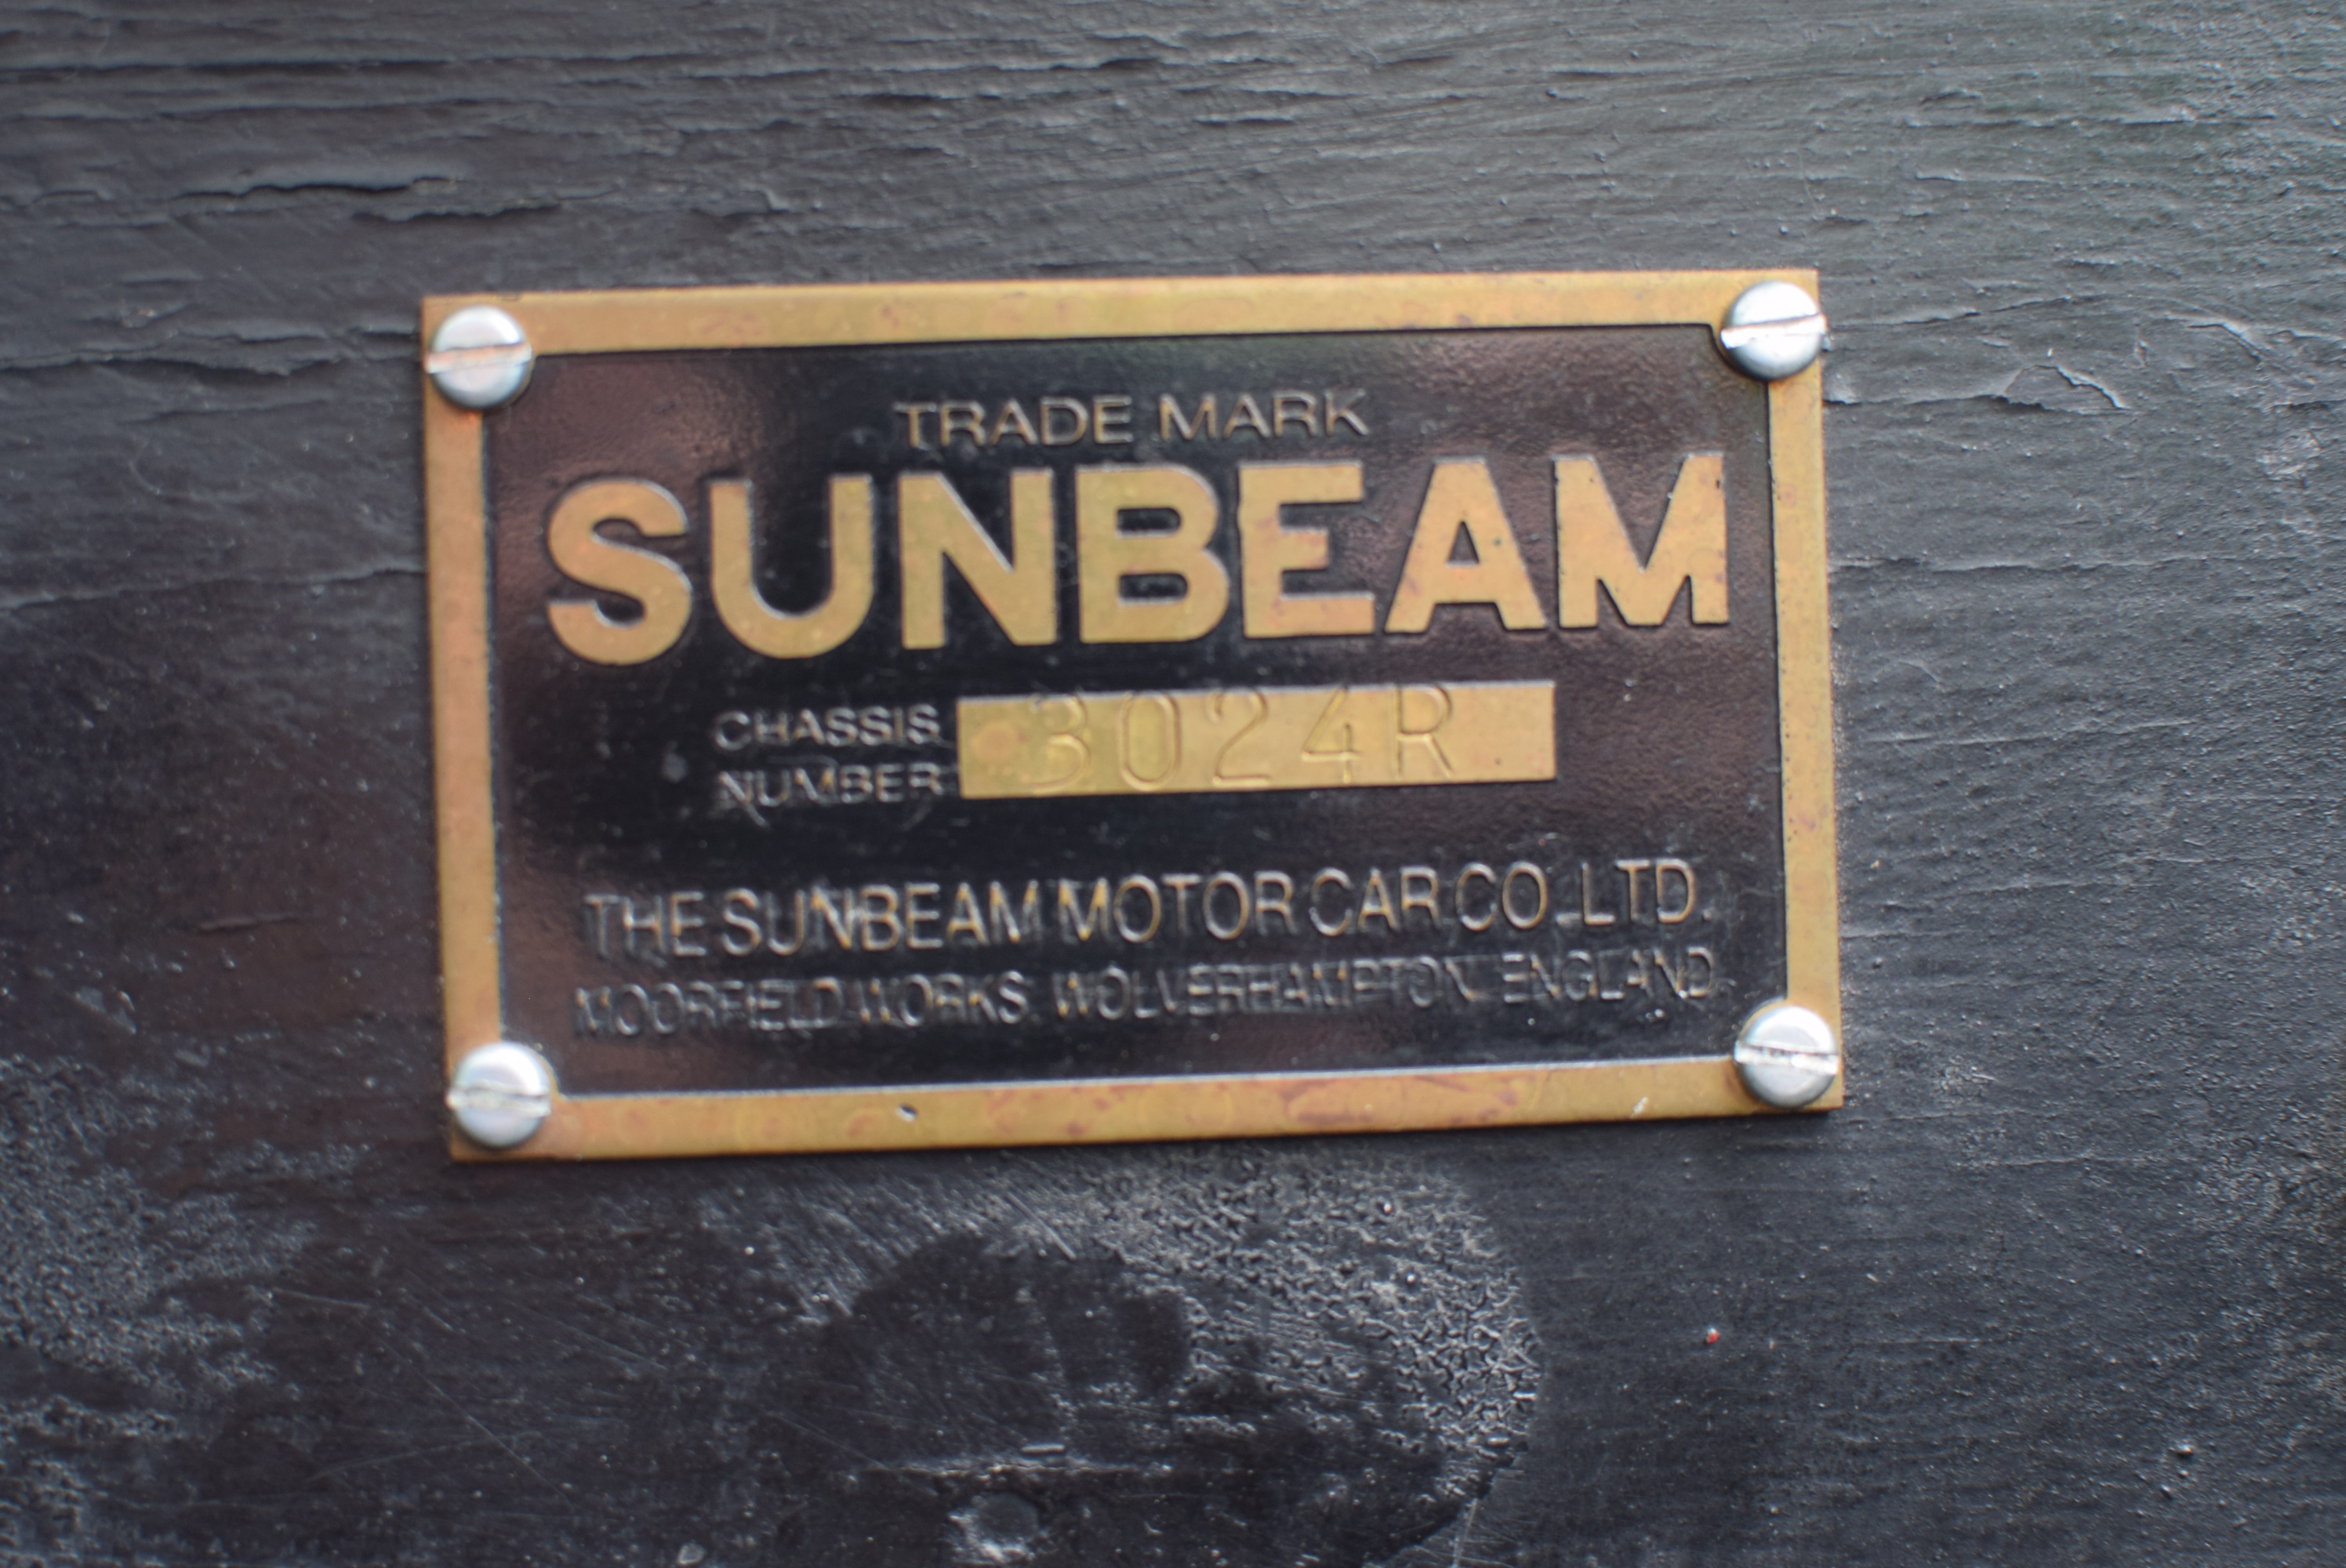 TRADE MARK
SUNBEAM
CHASSIS 3024R
NUMBER
THE SUNBEAM MOTOR CAR CO. LTD.
MOORFIELD WORKS, WOLVERHAMPTON, ENGLAND